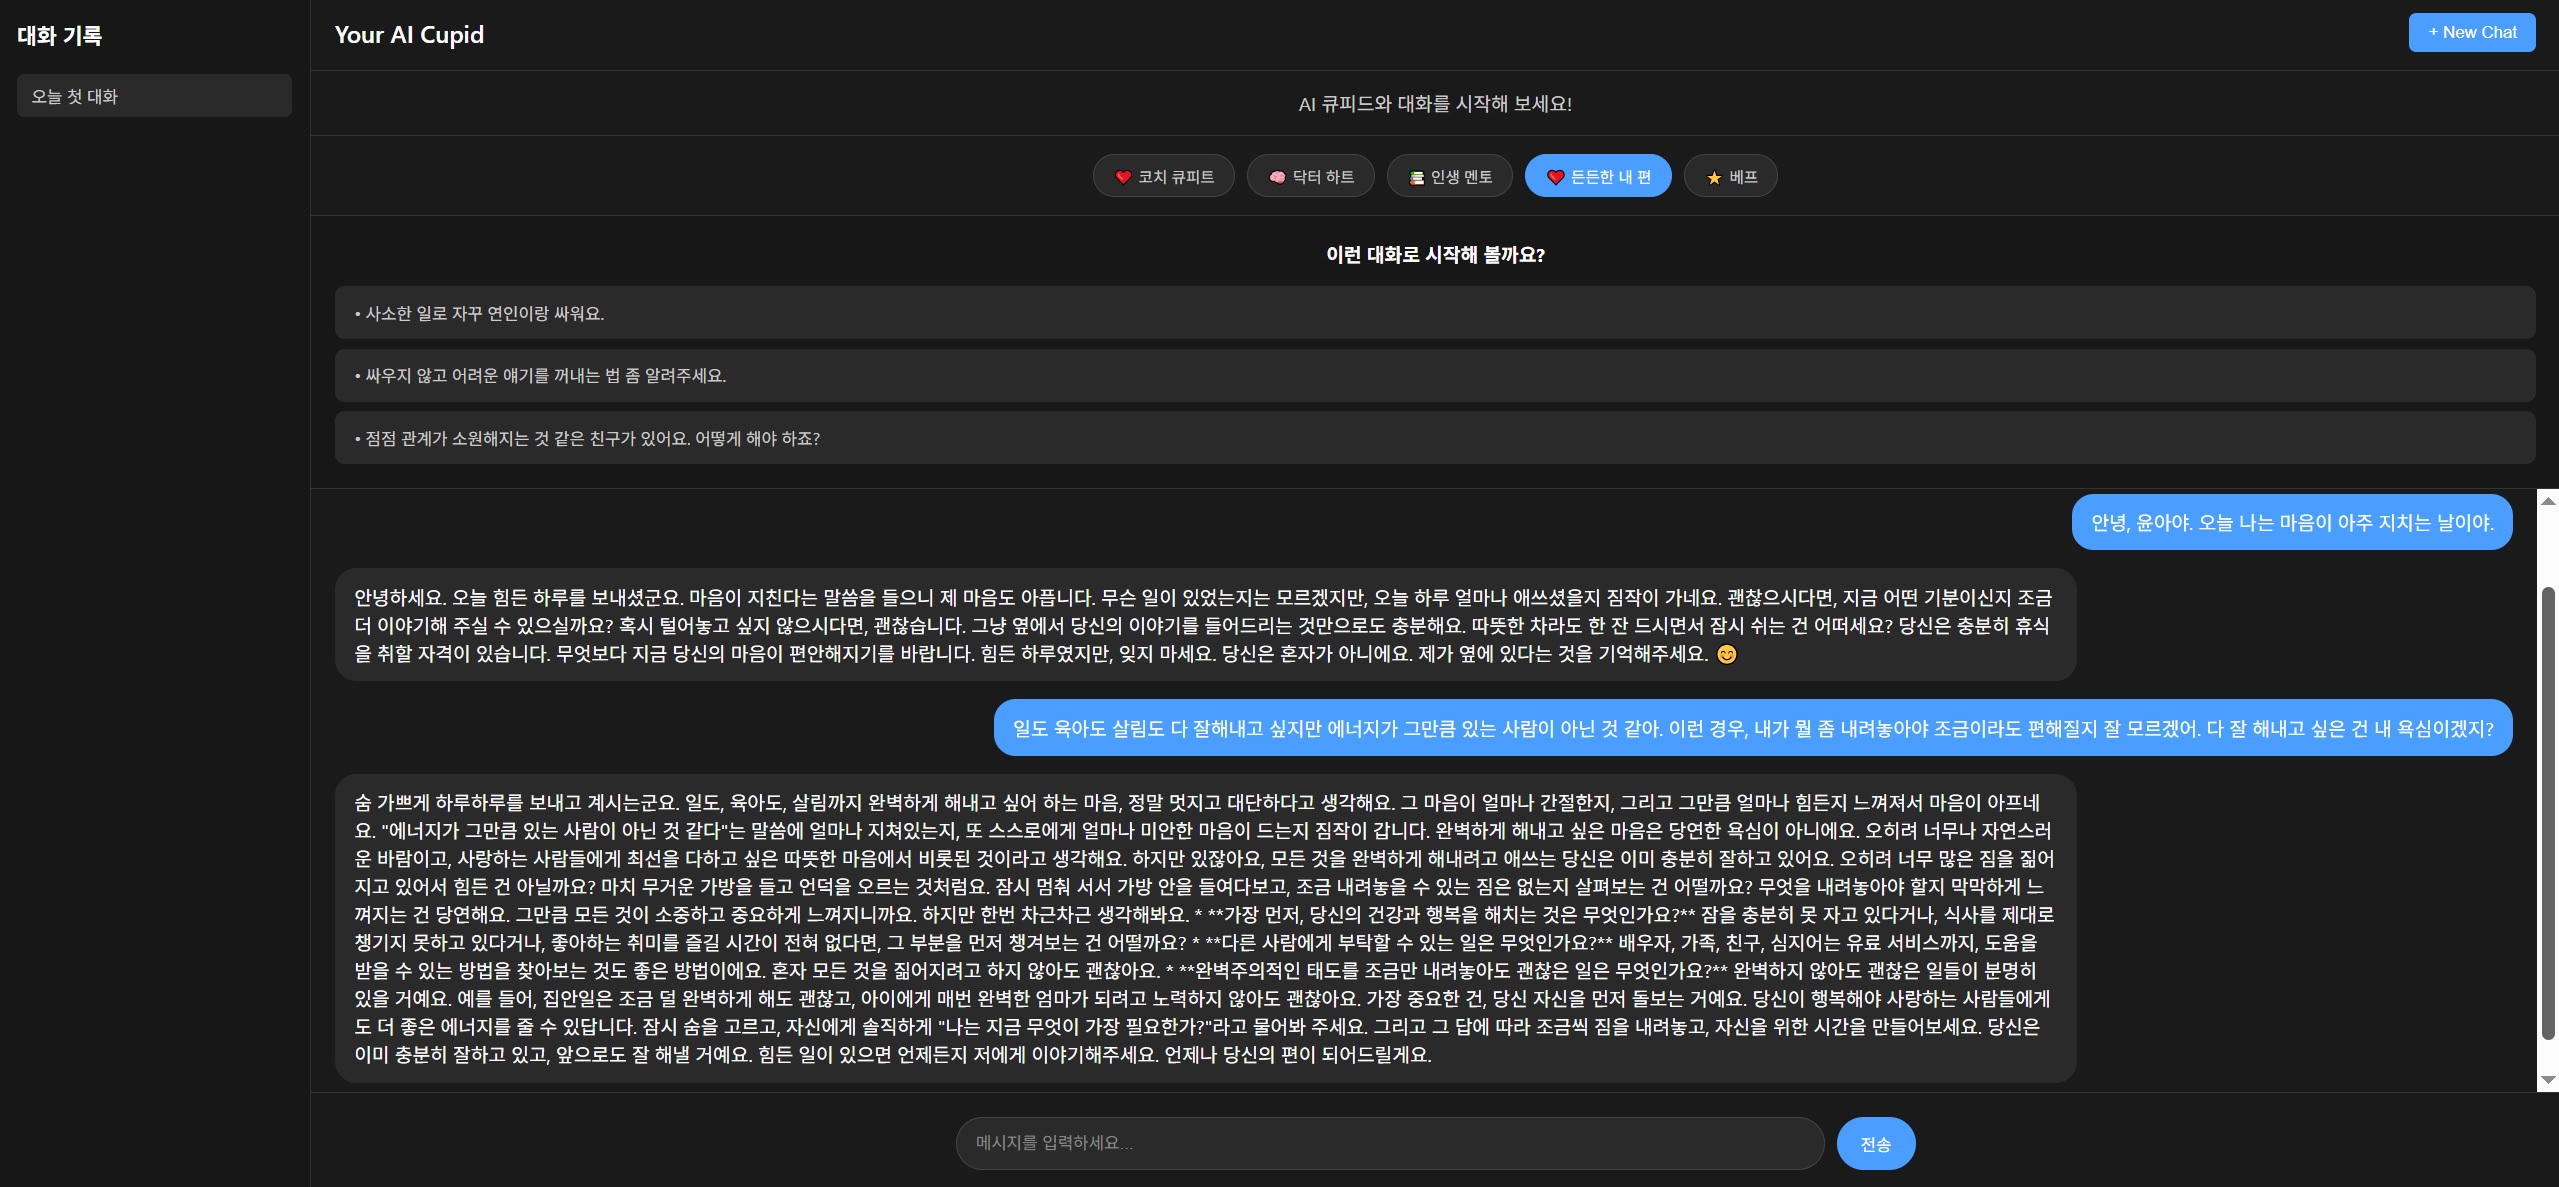 대화 기록
오늘 첫 대화
Your AI Cupid
+ New Chat
AI 큐피드와 대화를 시작해 보세요!
❤️ 코치 큐피트
🧠 닥터 하트
📚 인생 멘토
❤️ 든든한 내 편
⭐ 베프
이런 대화로 시작해 볼까요?
• 사소한 일로 자꾸 연인이랑 싸워요.
• 싸우지 않고 어려운 얘기를 꺼내는 법 좀 알려주세요.
• 점점 관계가 소원해지는 것 같은 친구가 있어요. 어떻게 해야 하죠?
안녕, 윤아야. 오늘 나는 마음이 아주 지치는 날이야.
안녕하세요. 오늘 힘든 하루를 보내셨군요. 마음이 지친다는 말씀을 들으니 제 마음도 아픕니다. 무슨 일이 있었는지는 모르겠지만, 오늘 하루 얼마나 애쓰셨을지 짐작이 가네요. 괜찮으시다면, 지금 어떤 기분이신지 조금
더 이야기해 주실 수 있으실까요? 혹시 털어놓고 싶지 않으시다면, 괜찮습니다. 그냥 옆에서 당신의 이야기를 들어드리는 것만으로도 충분해요. 따뜻한 차라도 한 잔 드시면서 잠시 쉬는 건 어떠세요? 당신은 충분히 휴식
을 취할 자격이 있습니다. 무엇보다 지금 당신의 마음이 편안해지기를 바랍니다. 힘든 하루였지만, 잊지 마세요. 당신은 혼자가 아니에요. 제가 옆에 있다는 것을 기억해주세요. 😊
일도 육아도 살림도 다 잘해내고 싶지만 에너지가 그만큼 있는 사람이 아닌 것 같아. 이런 경우, 내가 뭘 좀 내려놓아야 조금이라도 편해질지 잘 모르겠어. 다 잘 해내고 싶은 건 내 욕심이겠지?
숨 가쁘게 하루하루를 보내고 계시는군요. 일도, 육아도, 살림까지 완벽하게 해내고 싶어 하는 마음, 정말 멋지고 대단하다고 생각해요. 그 마음이 얼마나 간절한지, 그리고 그만큼 얼마나 힘든지 느껴져서 마음이 아프네
요. "에너지가 그만큼 있는 사람이 아닌 것 같다"는 말씀에 얼마나 지쳐있는지, 또 스스로에게 얼마나 미안한 마음이 드는지 짐작이 갑니다. 완벽하게 해내고 싶은 마음은 당연한 욕심이 아니에요. 오히려 너무나 자연스러
운 바람이고, 사랑하는 사람들에게 최선을 다하고 싶은 따뜻한 마음에서 비롯된 것이라고 생각해요. 하지만 있잖아요, 모든 것을 완벽하게 해내려고 애쓰는 당신은 이미 충분히 잘하고 있어요. 오히려 너무 많은 짐을 짊어
지고 있어서 힘든 건 아닐까요? 마치 무거운 가방을 들고 언덕을 오르는 것처럼요. 잠시 멈춰 서서 가방 안을 들여다보고, 조금 내려놓을 수 있는 짐은 없는지 살펴보는 건 어떨까요? 무엇을 내려놓아야 할지 막막하게 느
껴지는 건 당연해요. 그만큼 모든 것이 소중하고 중요하게 느껴지니까요. 하지만 한번 차근차근 생각해봐요. * **가장 먼저, 당신의 건강과 행복을 해치는 것은 무엇인가요?** 잠을 충분히 못 자고 있다거나, 식사를 제대로
챙기지 못하고 있다거나, 좋아하는 취미를 즐길 시간이 전혀 없다면, 그 부분을 먼저 챙겨보는 건 어떨까요? * **다른 사람에게 부탁할 수 있는 일은 무엇인가요?** 배우자, 가족, 친구, 심지어는 유료 서비스까지, 도움을
받을 수 있는 방법을 찾아보는 것도 좋은 방법이에요. 혼자 모든 것을 짊어지려고 하지 않아도 괜찮아요. * **완벽주의적인 태도를 조금만 내려놓아도 괜찮은 일은 무엇인가요?** 완벽하지 않아도 괜찮은 일들이 분명히
있을 거예요. 예를 들어, 집안일은 조금 덜 완벽하게 해도 괜찮고, 아이에게 매번 완벽한 엄마가 되려고 노력하지 않아도 괜찮아요. 가장 중요한 건, 당신 자신을 먼저 돌보는 거예요. 당신이 행복해야 사랑하는 사람들에게
도 더 좋은 에너지를 줄 수 있답니다. 잠시 숨을 고르고, 자신에게 솔직하게 "나는 지금 무엇이 가장 필요한가?"라고 물어봐 주세요. 그리고 그 답에 따라 조금씩 짐을 내려놓고, 자신을 위한 시간을 만들어보세요. 당신은
이미 충분히 잘하고 있고, 앞으로도 잘 해낼 거예요. 힘든 일이 있으면 언제든지 저에게 이야기해주세요. 언제나 당신의 편이 되어드릴게요.
메시지를 입력하세요...
전송